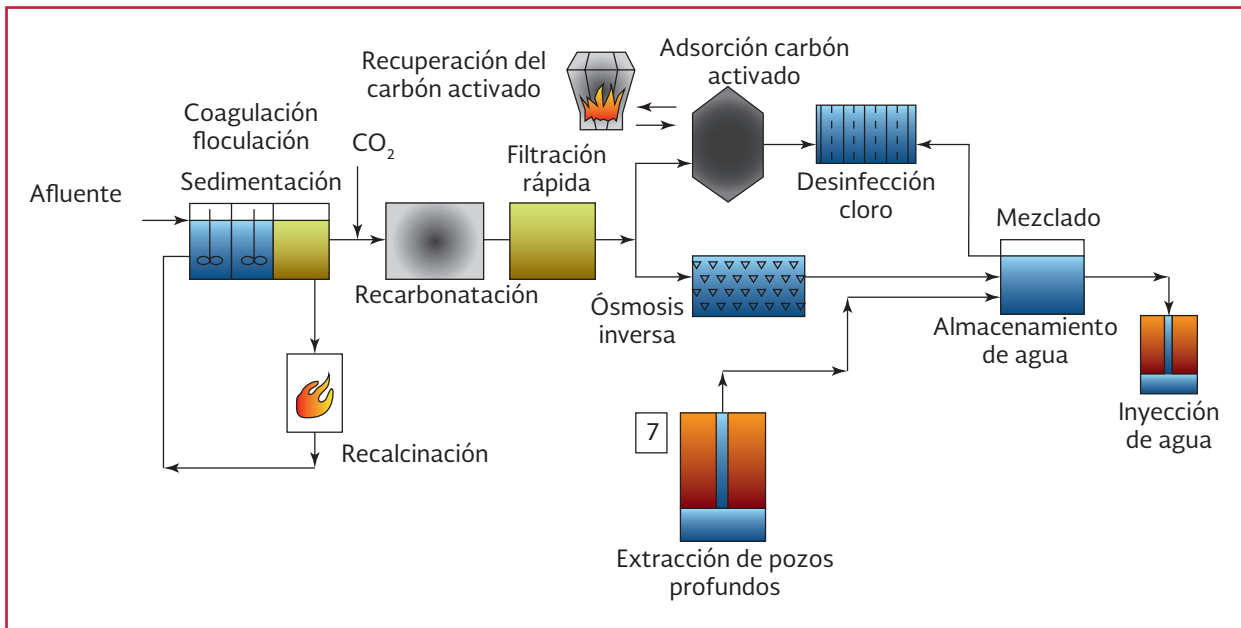 Recuperación del
carbón activado
Adsorción carbón
activado
Coagulación
floculación
CO₂
Filtración
rápida
Afluente
Sedimentación
Desinfección
cloro
Mezclado
Recarbonatación
Ósmosis
inversa
Almacenamiento
de agua
Inyección
de agua
7
Recalcinación
Extracción de pozos
profundos